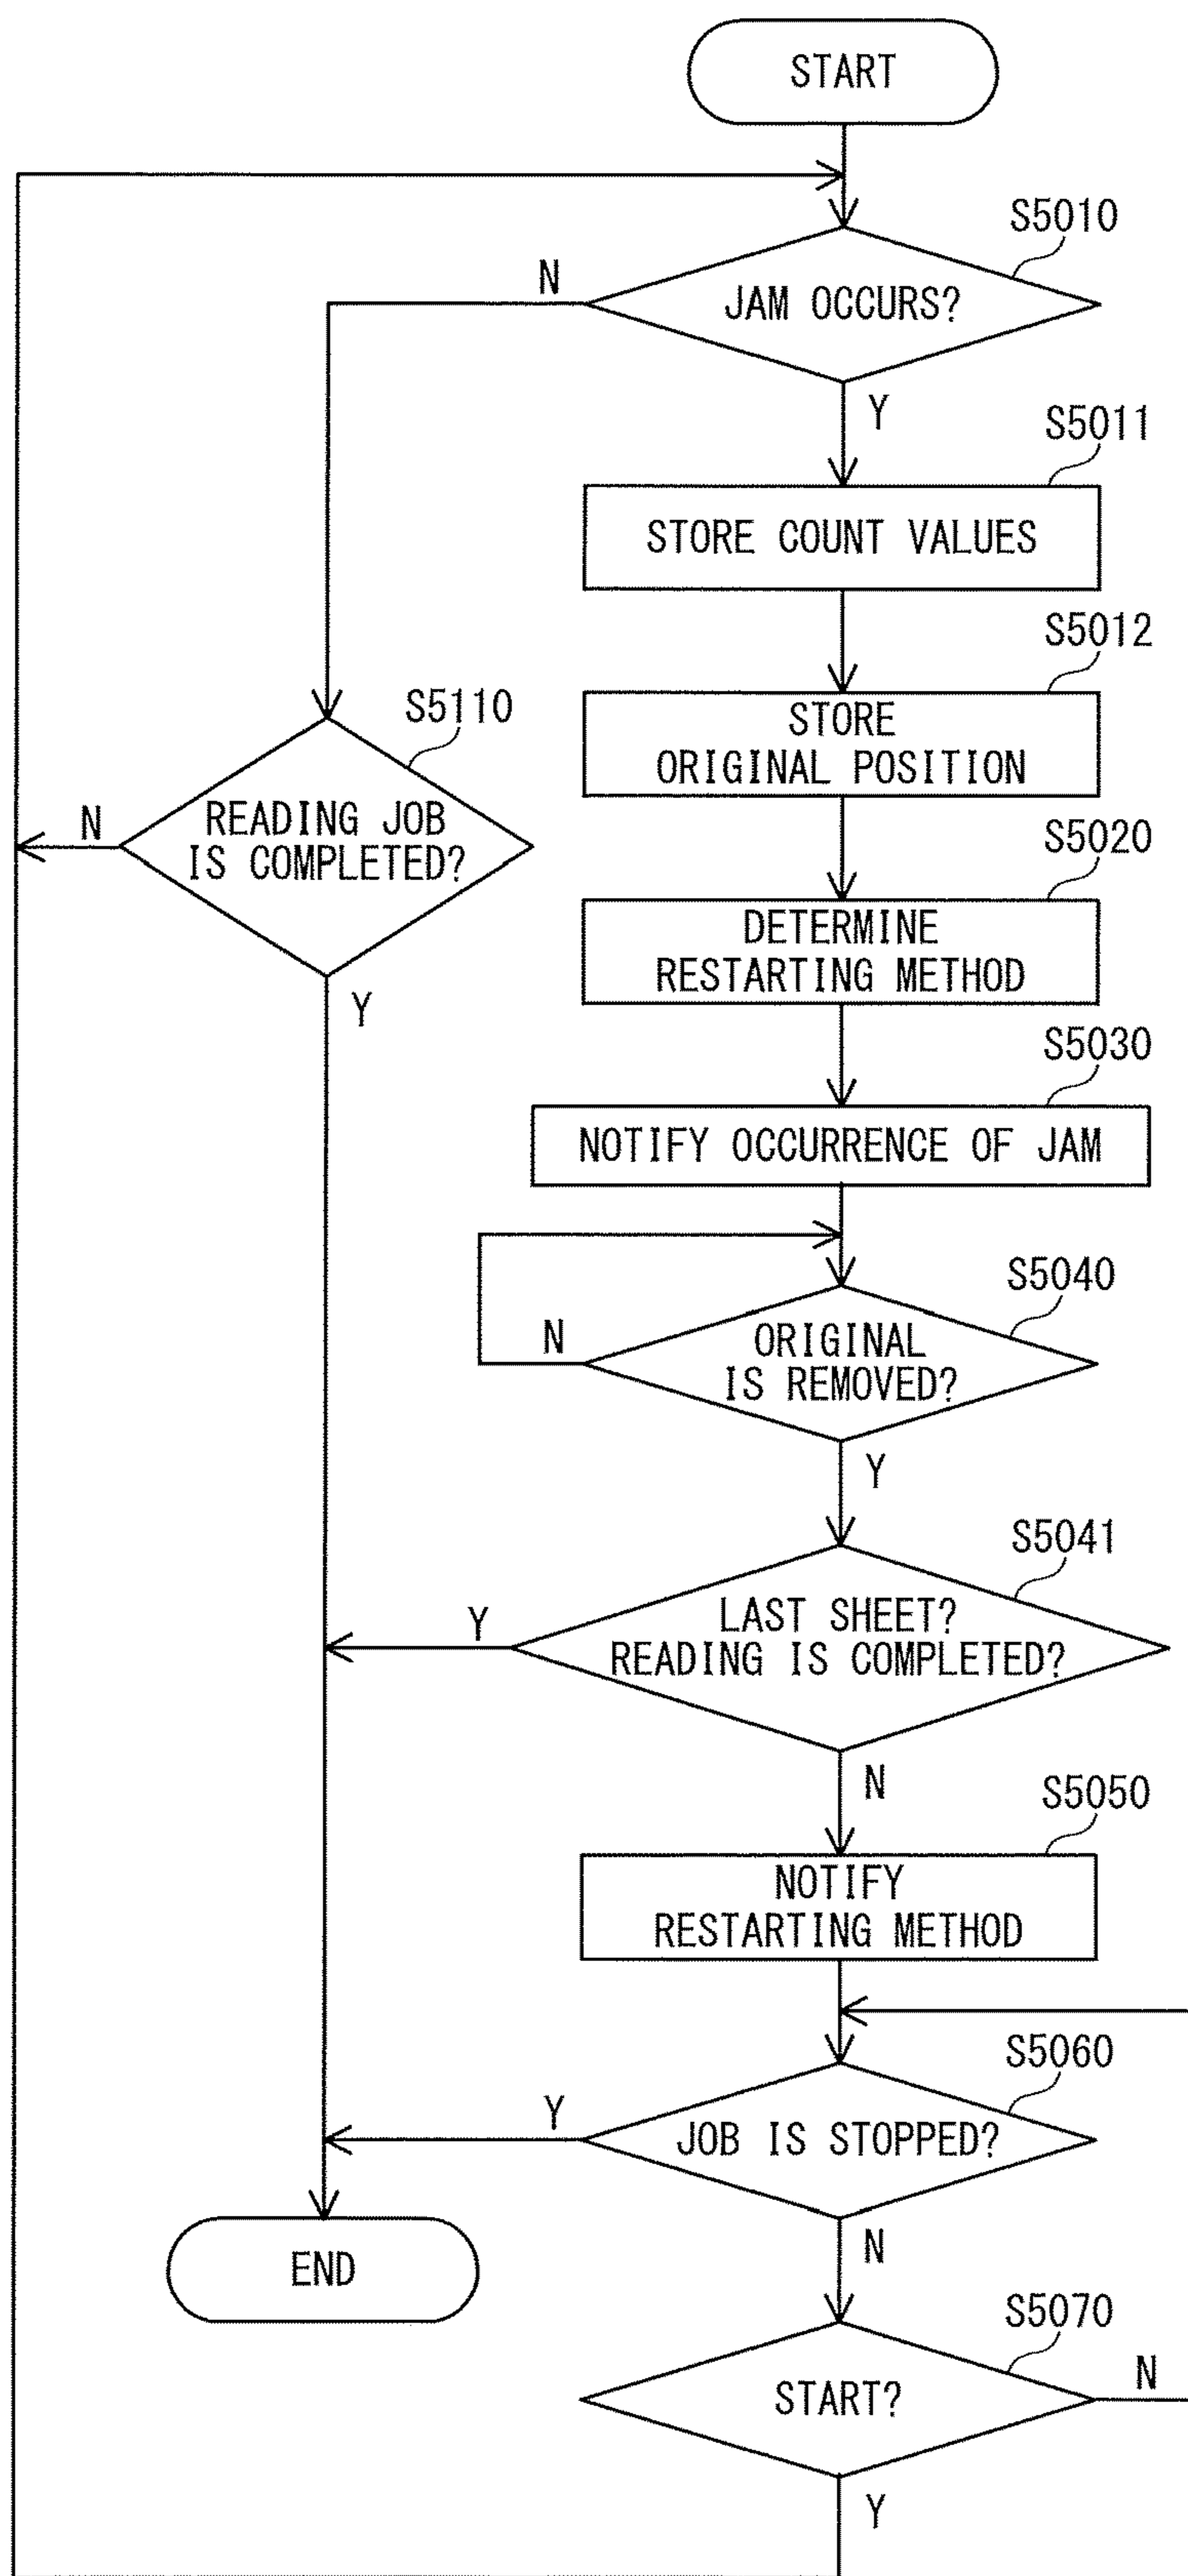 START
S5010
N
JAM OCCURS?
Y
S5011
STORE COUNT VALUES
S5012
STORE
ORIGINAL POSITION
S5110
READING JOB
IS COMPLETED?
N
Y
S5020
DETERMINE
RESTARTING METHOD
S5030
NOTIFY OCCURRENCE OF JAM
S5040
N
ORIGINAL
IS REMOVED?
Y
S5041
Y
LAST SHEET?
READING IS COMPLETED?
N
S5050
NOTIFY
RESTARTING METHOD
S5060
Y
JOB IS STOPPED?
N
END
S5070
START?
N
Y